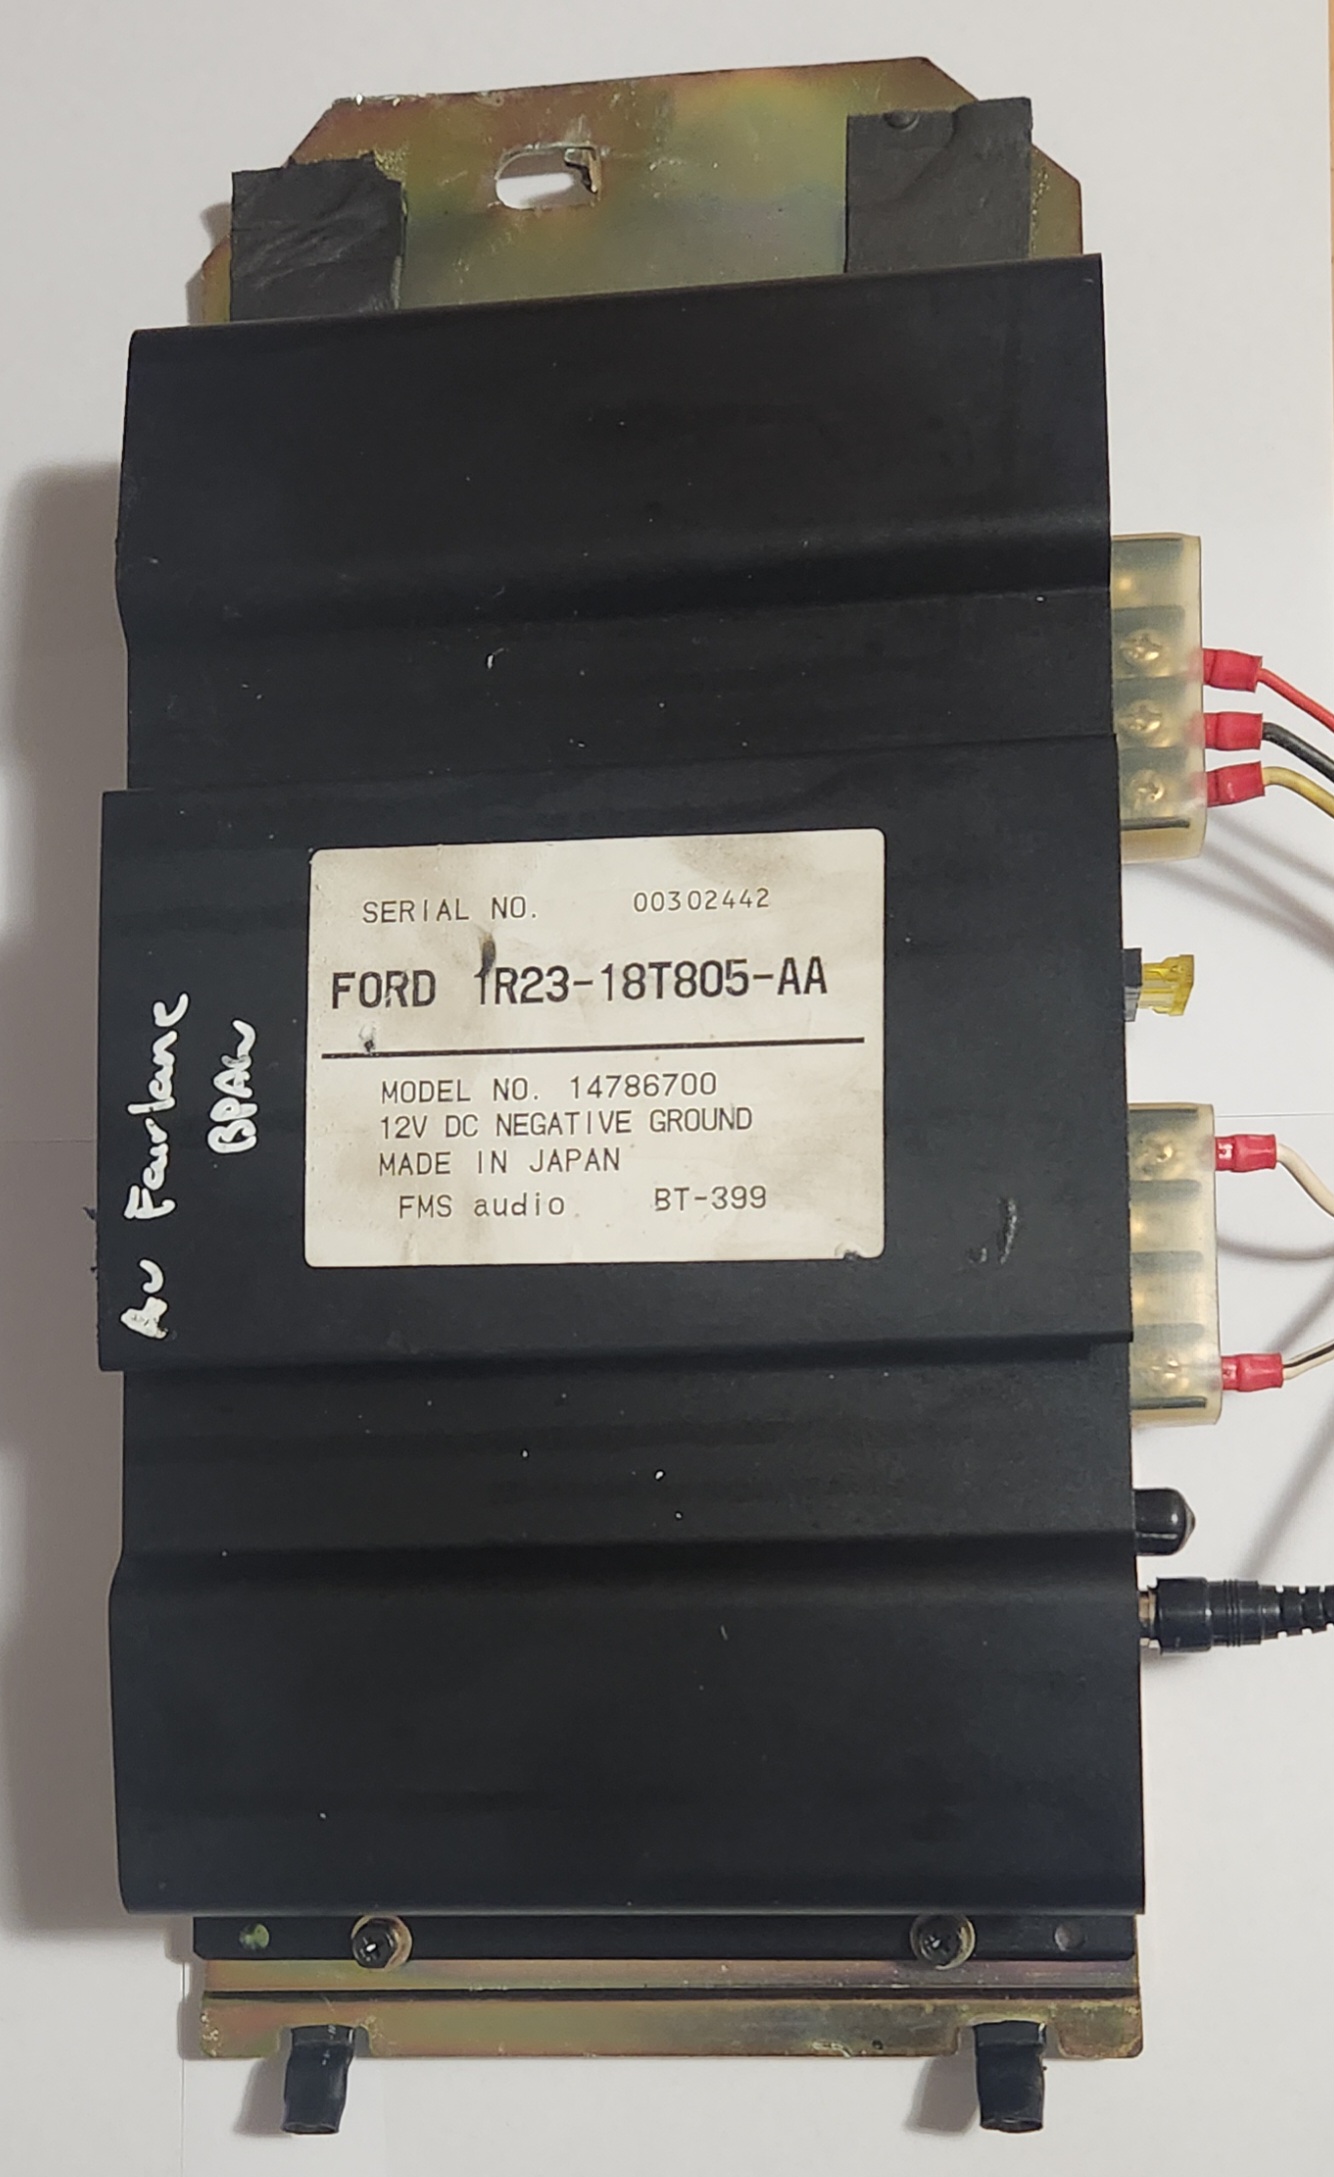 SERIAL NO. 00302442
FORD 1R23-18T805-AA
MODEL NO. 14786700
12V DC NEGATIVE GROUND
MADE IN JAPAN
FMS audio BT-399
Au Fairlane